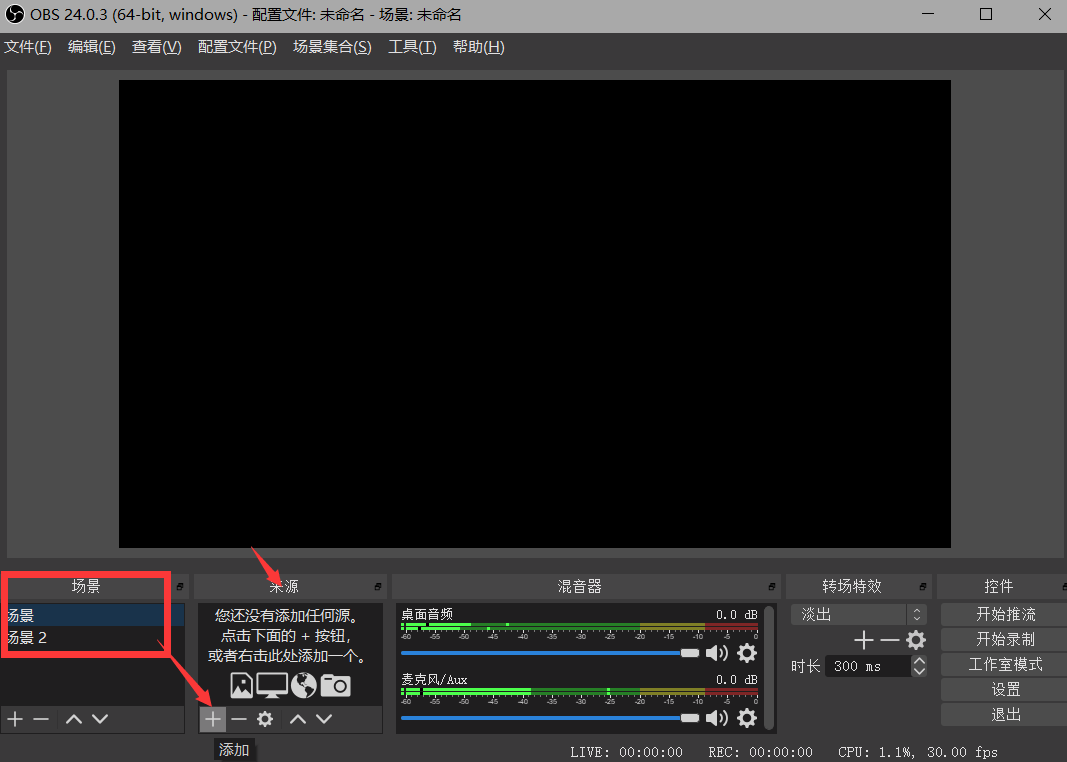 OBS 24.0.3 (64-bit, windows) - 配置文件: 未命名 - 场景: 未命名
文件(F) 编辑(E) 查看(V) 配置文件(P) 场景集合(S) 工具(T) 帮助(H)
场景
场景
场景 2
来源
您还没有添加任何源。
点击下面的 + 按钮,
或者右击此处添加一个。
添加
混音器
桌面音频 0.0 dB
-60 -55 -50 -45 -40 -35 -30 -25 -20 -15 -10 -5 0
麦克风/Aux 0.0 dB
-60 -55 -50 -45 -40 -35 -30 -25 -20 -15 -10 -5 0
转场特效
淡出
时长 300 ms
控件
开始推流
开始录制
工作室模式
设置
退出
LIVE: 00:00:00 REC: 00:00:00 CPU: 1.1%, 30.00 fps